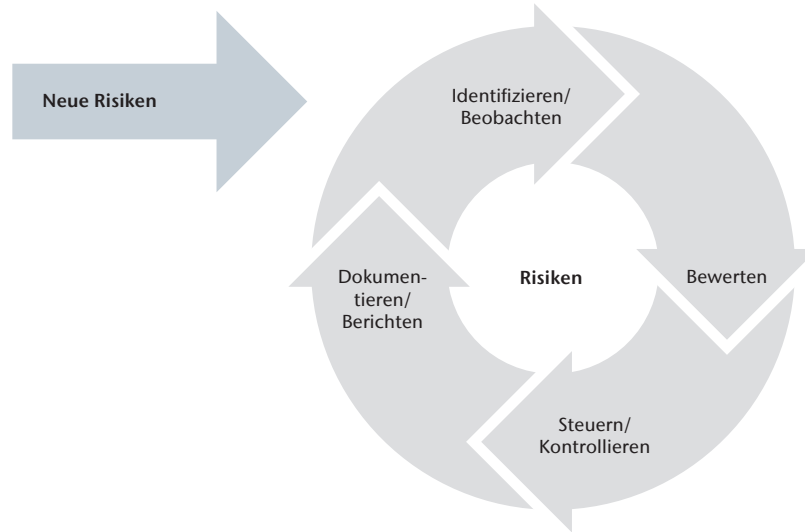 Neue Risiken
Identifizieren/
Beobachten
Bewerten
Steuern/
Kontrollieren
Dokumen-
tieren/
Berichten
Risiken